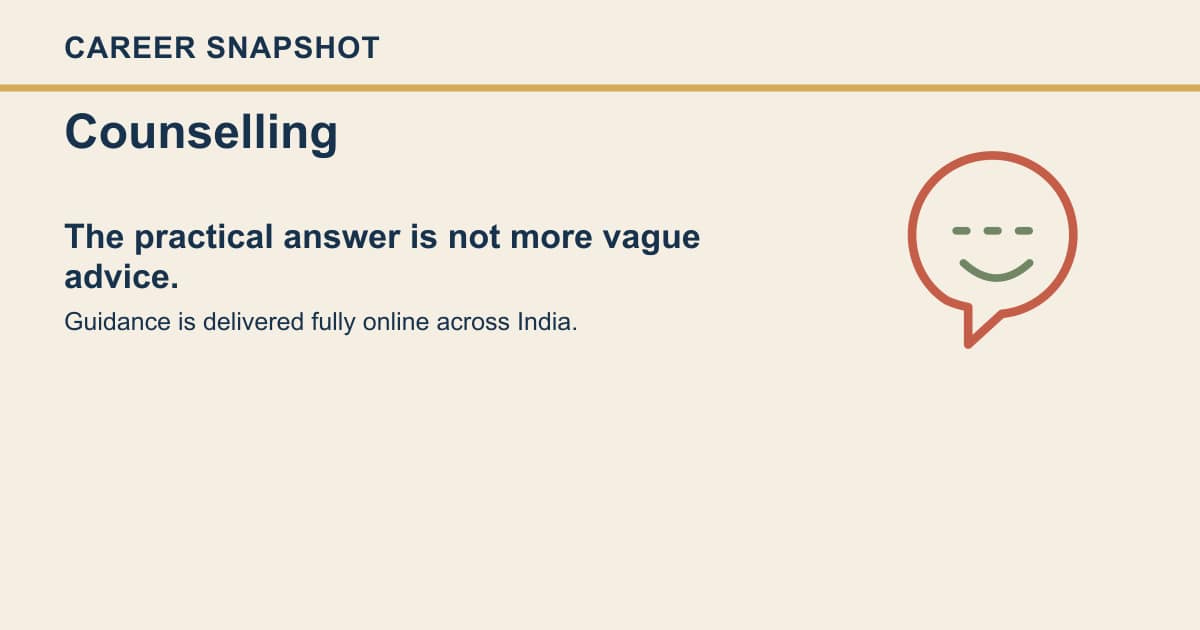 CAREER SNAPSHOT
Counselling
The practical answer is not more vague
advice.
Guidance is delivered fully online across India.